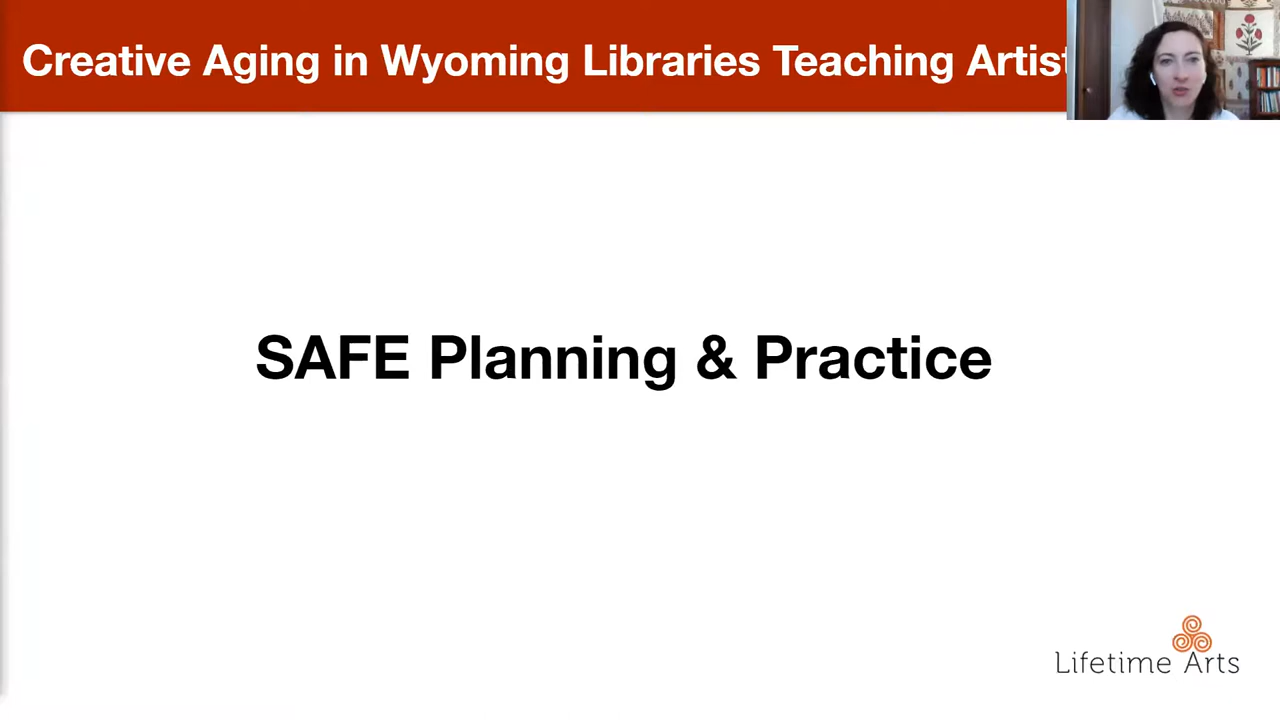 Creative Aging in Wyoming Libraries Teaching Artist
SAFE Planning & Practice
Lifetime Arts